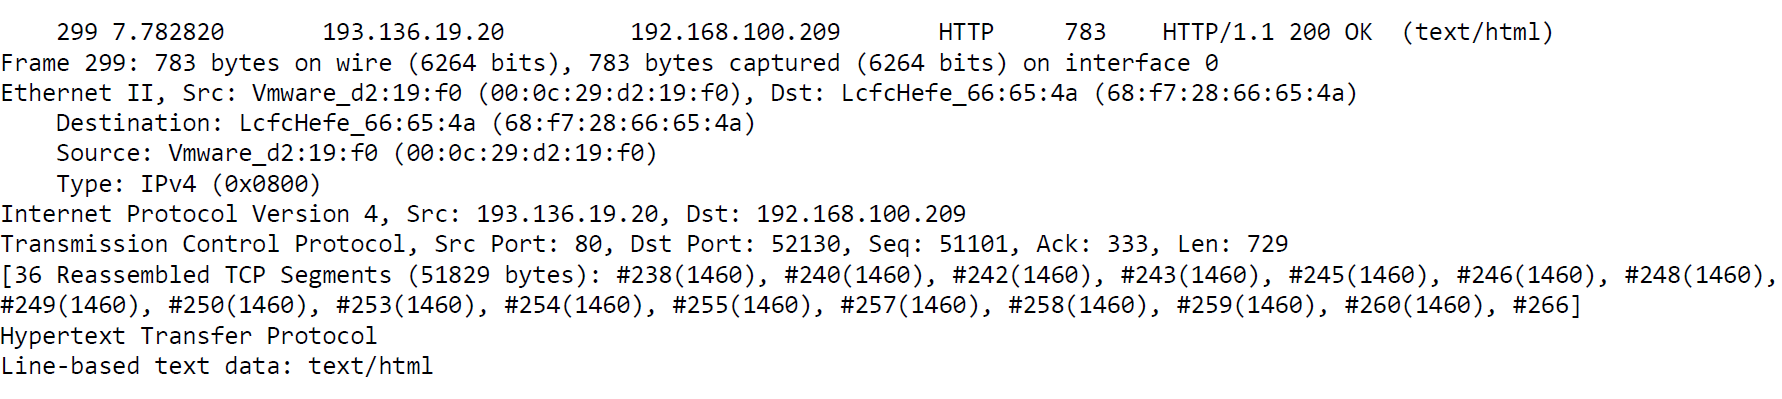 299 7.782820 193.136.19.20 192.168.100.209 HTTP 783 HTTP/1.1 200 OK (text/html)
Frame 299: 783 bytes on wire (6264 bits), 783 bytes captured (6264 bits) on interface 0
Ethernet II, Src: Vmware_d2:19:f0 (00:0c:29:d2:19:f0), Dst: LcfcHefe_66:65:4a (68:f7:28:66:65:4a)
Destination: LcfcHefe_66:65:4a (68:f7:28:66:65:4a)
Source: Vmware_d2:19:f0 (00:0c:29:d2:19:f0)
Type: IPv4 (0x0800)
Internet Protocol Version 4, Src: 193.136.19.20, Dst: 192.168.100.209
Transmission Control Protocol, Src Port: 80, Dst Port: 52130, Seq: 51101, Ack: 333, Len: 729
[36 Reassembled TCP Segments (51829 bytes): #238(1460), #240(1460), #242(1460), #243(1460), #245(1460), #246(1460), #248(1460),
#249(1460), #250(1460), #253(1460), #254(1460), #255(1460), #257(1460), #258(1460), #259(1460), #260(1460), #266]
Hypertext Transfer Protocol
Line-based text data: text/html